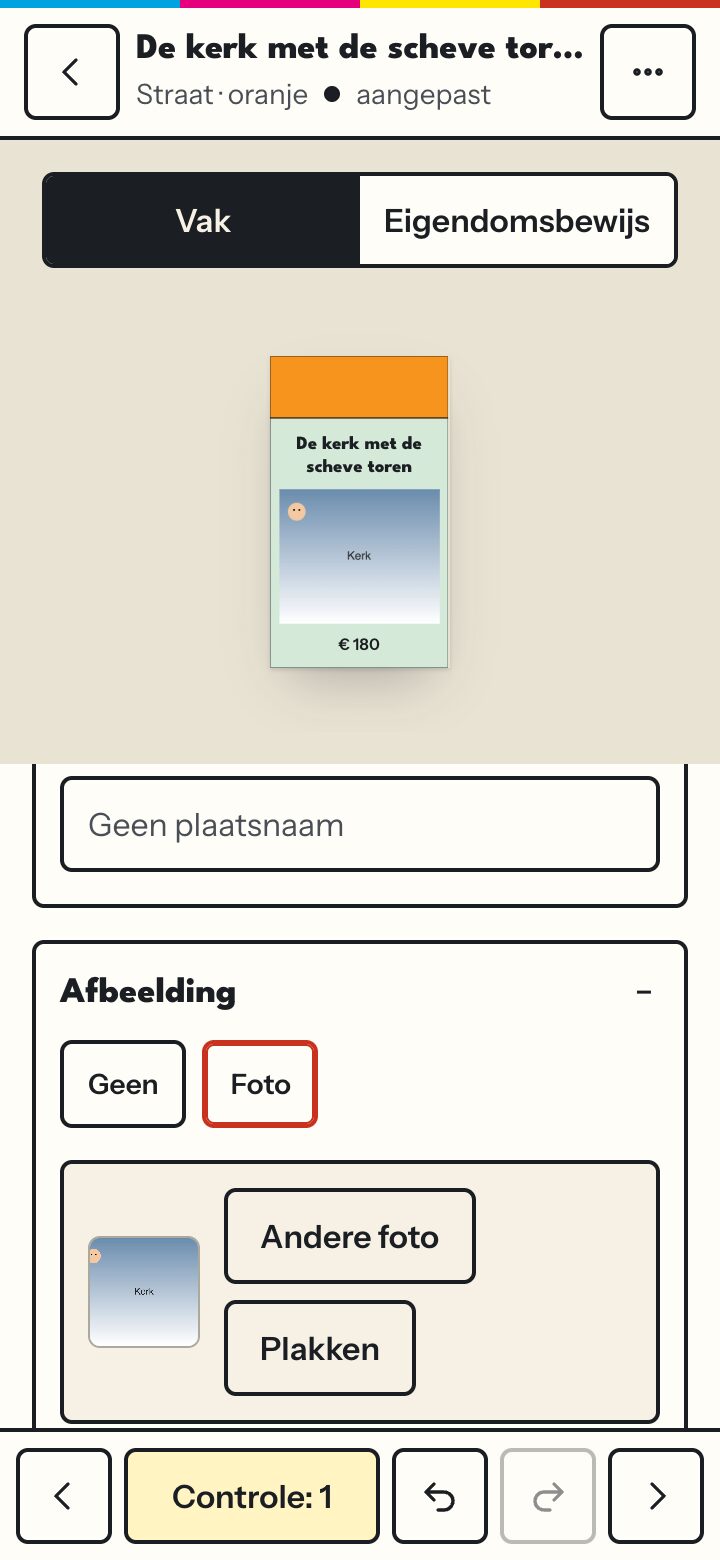 De kerk met de scheve tor...
Straat · oranje ● aangepast
Vak
Eigendomsbewijs
De kerk met de
scheve toren
Kerk
€ 180
Geen plaatsnaam
Afbeelding
Geen
Foto
Andere foto
Kerk
Plakken
Controle: 1